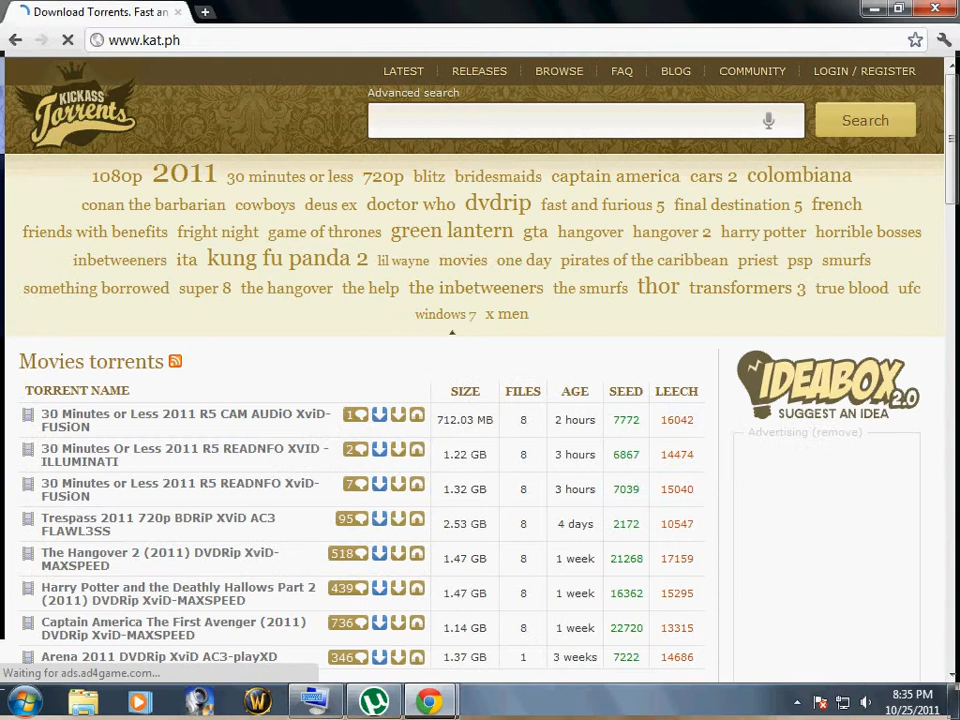 Download Torrents. Fast an
www.kat.ph
LATEST RELEASES BROWSE FAQ BLOG COMMUNITY LOGIN / REGISTER
KICKASS
Torrents
Advanced search
Search
1080p 2011 30 minutes or less 720p blitz bridesmaids captain america cars 2 colombiana
conan the barbarian cowboys deus ex doctor who dvdrip fast and furious 5 final destination 5 french
friends with benefits fright night game of thrones green lantern gta hangover hangover 2 harry potter horrible bosses
inbetweeners ita kung fu panda 2 lil wayne movies one day pirates of the caribbean priest psp smurfs
something borrowed super 8 the hangover the help the inbetweeners the smurfs thor transformers 3 true blood ufc
windows 7 x men
Movies torrents
TORRENT NAME SIZE FILES AGE SEED LEECH
30 Minutes or Less 2011 R5 CAM AUDiO XviD-
FUSiON
1 712.03 MB 8 2 hours 7772 16042
30 Minutes Or Less 2011 R5 READNFO XVID -
ILLUMINATI
2 1.22 GB 8 3 hours 6867 14474
30 Minutes or Less 2011 R5 READNFO XviD-
FUSiON
7 1.32 GB 8 3 hours 7039 15040
Trespass 2011 720p BDRiP XViD AC3
FLAWL3SS
95 2.53 GB 8 4 days 2172 10547
The Hangover 2 (2011) DVDRip XviD-
MAXSPEED
518 1.47 GB 8 1 week 21268 17159
Harry Potter and the Deathly Hallows Part 2
(2011) DVDRip XviD-MAXSPEED
439 1.47 GB 8 1 week 16362 15295
Captain America The First Avenger (2011)
DVDRip XviD-MAXSPEED
736 1.14 GB 8 1 week 22720 13315
Arena 2011 DVDRip XviD AC3-playXD
346 1.37 GB 1 3 weeks 7222 14686
IDEABOX 2.0
SUGGEST AN IDEA
Advertising (remove)
Waiting for ads.ad4game.com...
8:35 PM
10/25/2011